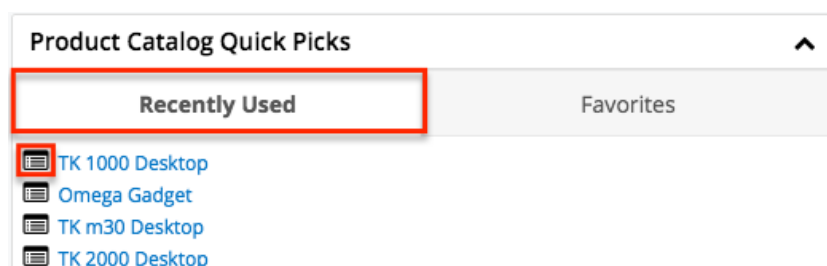 Product Catalog Quick Picks
Recently Used Favorites
TK 1000 Desktop
Omega Gadget
TK m30 Desktop
TK 2000 Desktop